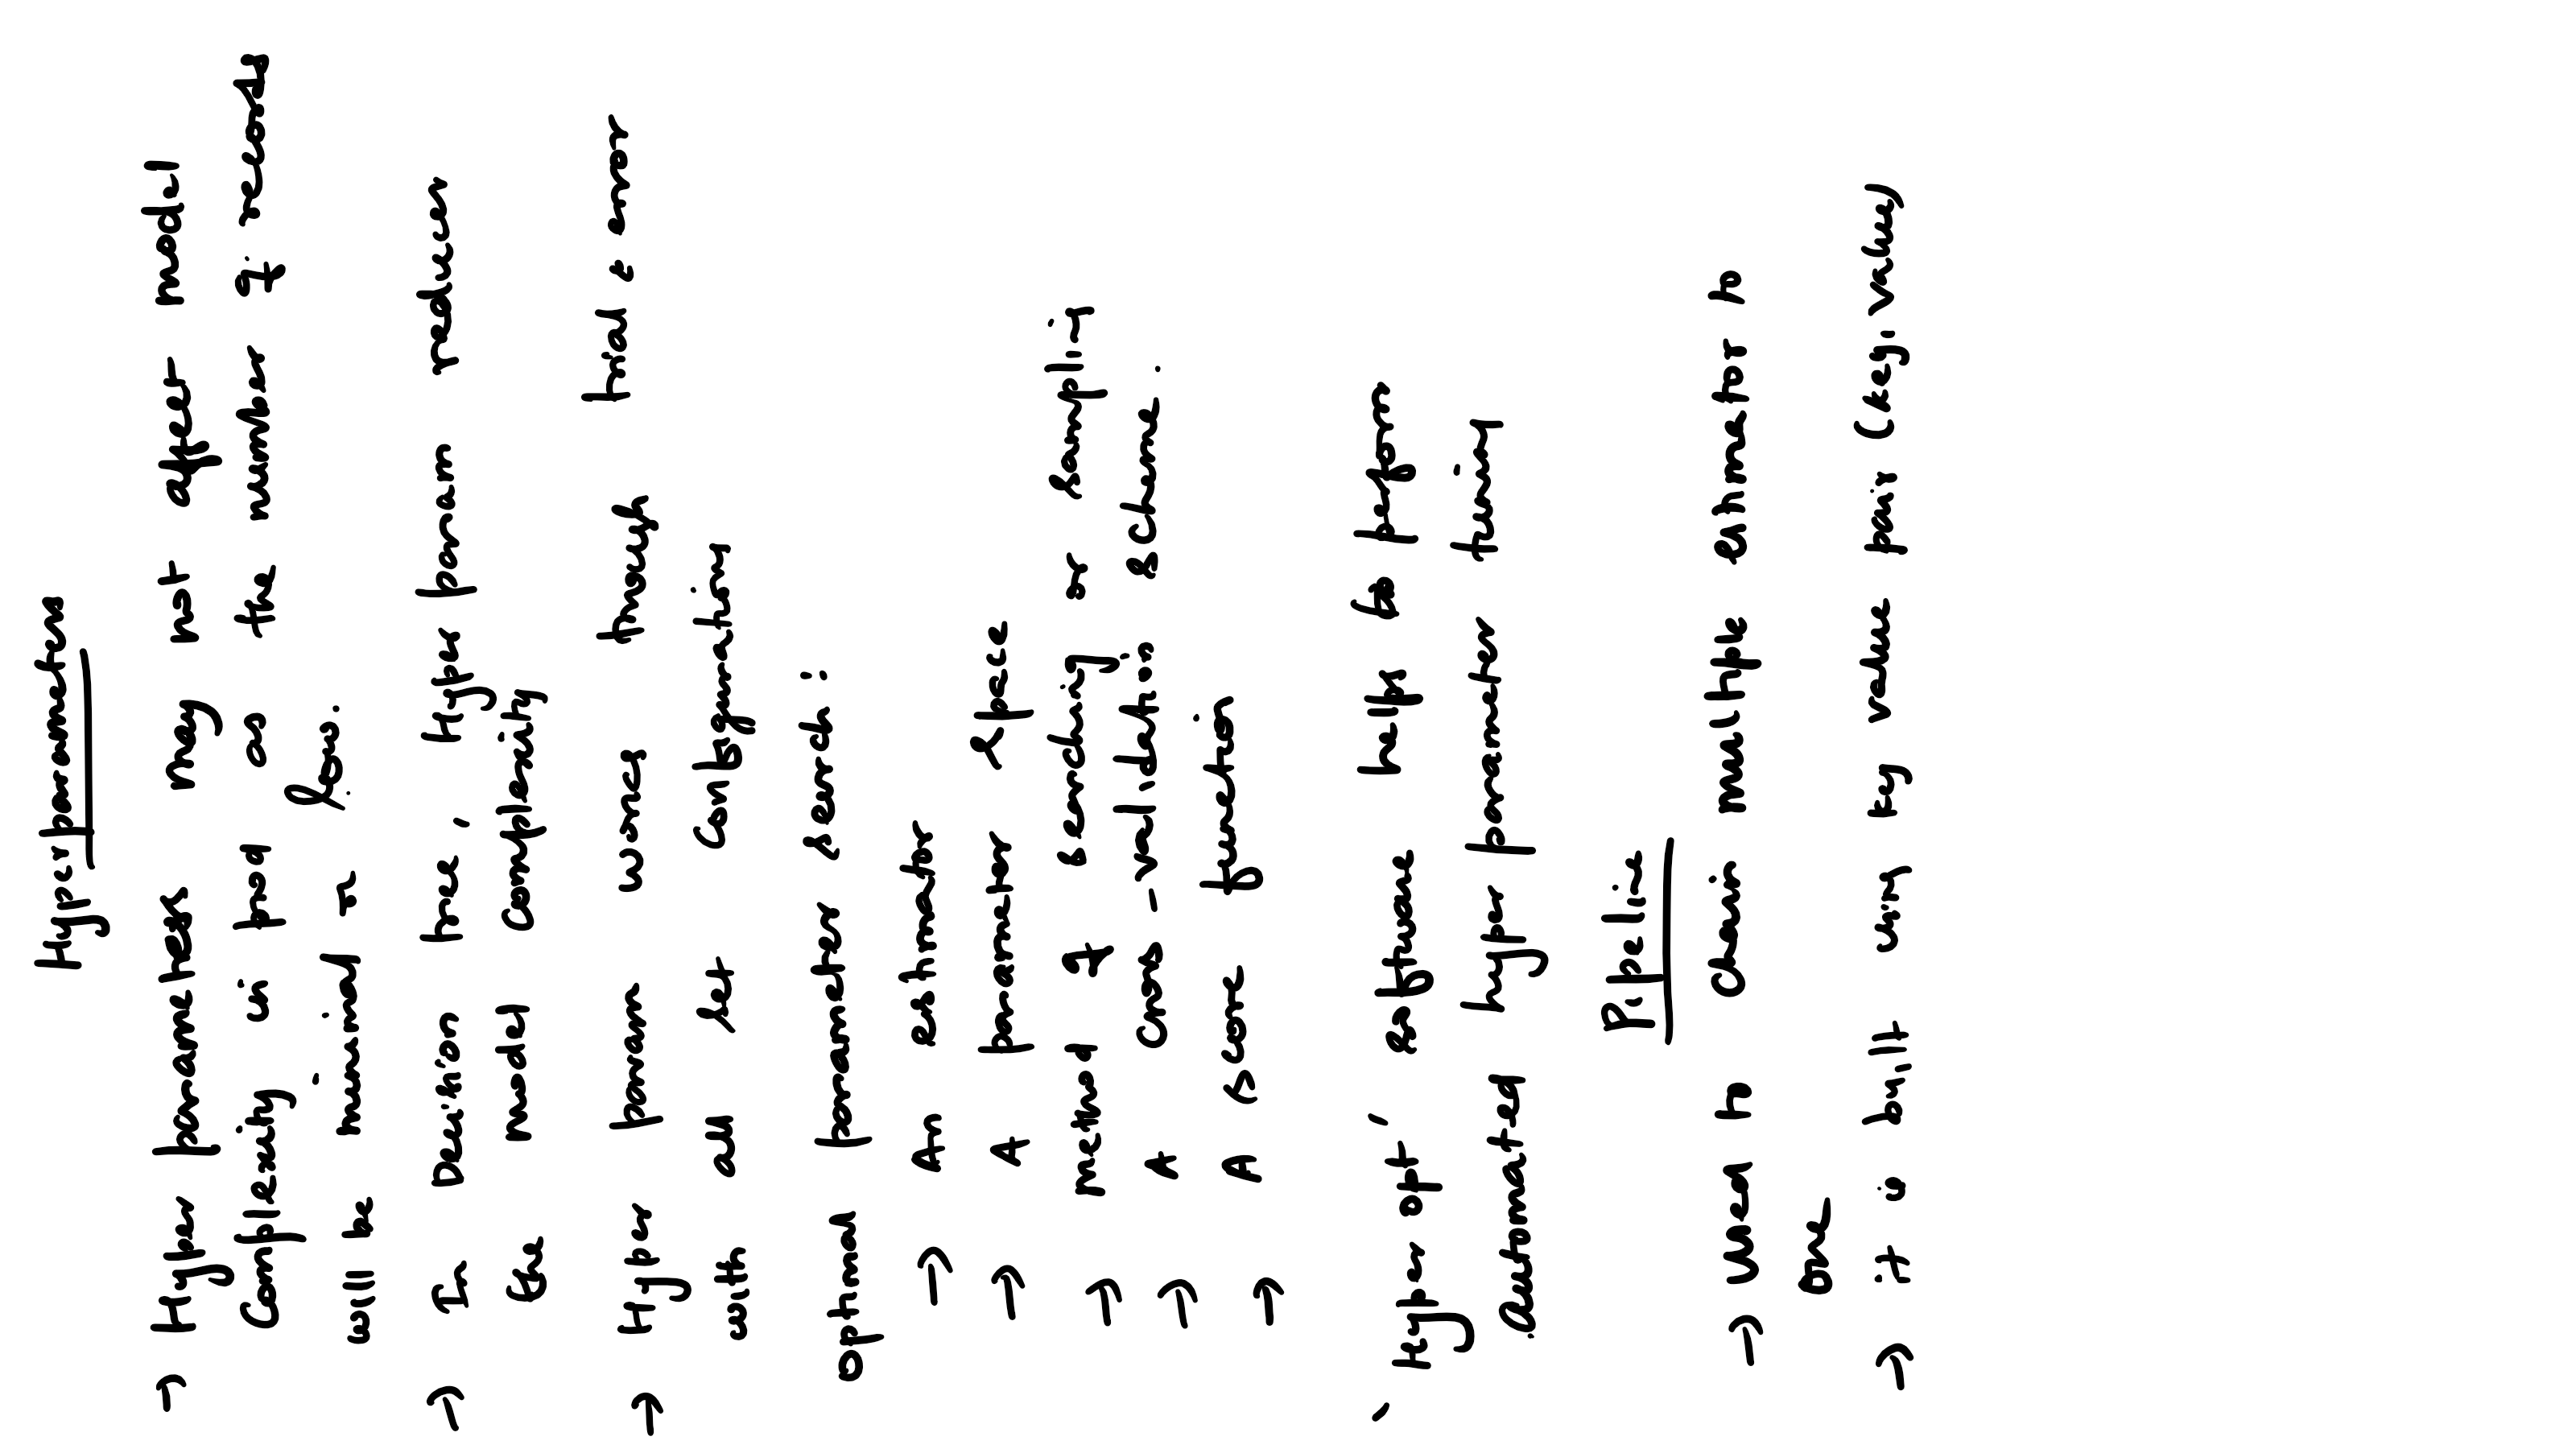 Hyperparameters
→ Hyper parameters may not affect model
Complexity in prod as the number of records
will be minimal or low.
→ In Decision tree, Hyper param reduces
the model complexity
→ Hyper param works through trial & error
with all set configurations
optimal parameter search:
→ An estimator
→ A parameter space
→ method of searching or sampling
→ A cross-validation scheme.
→ A score function
'Hyper opt' software helps to perform
Automated hyper parameter tuning
Pipeline
→ Used to chain multiple estimator to
one
→ it is built using key value pair (key, value)